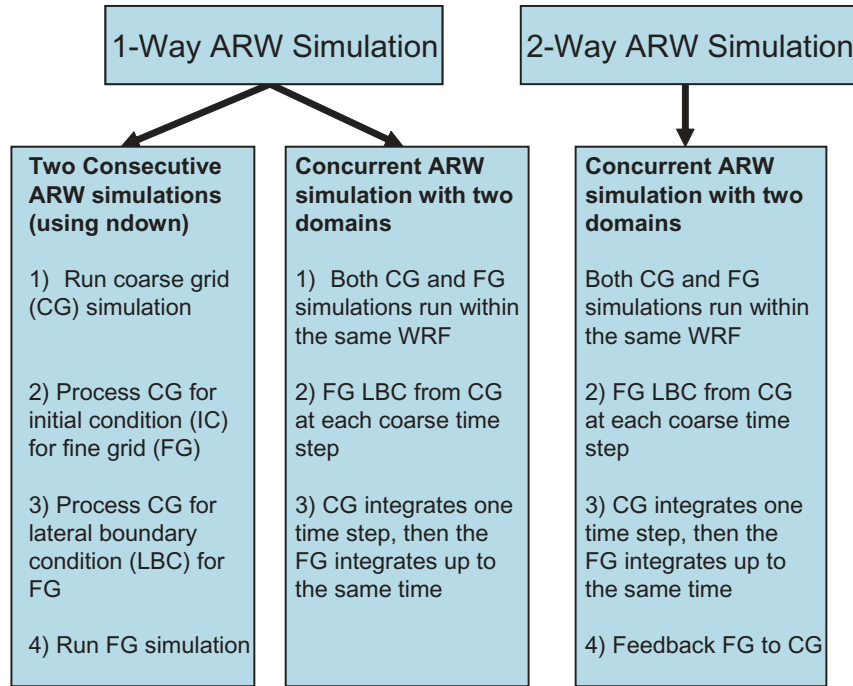 1-Way ARW Simulation
2-Way ARW Simulation
Two Consecutive
ARW simulations
(using ndown)
1) Run coarse grid
(CG) simulation
2) Process CG for
initial condition (IC)
for fine grid (FG)
3) Process CG for
lateral boundary
condition (LBC) for
FG
4) Run FG simulation
Concurrent ARW
simulation with two
domains
1) Both CG and FG
simulations run within
the same WRF
2) FG LBC from CG
at each coarse time
step
3) CG integrates one
time step, then the
FG integrates up to
the same time
Concurrent ARW
simulation with two
domains
Both CG and FG
simulations run within
the same WRF
2) FG LBC from CG
at each coarse time
step
3) CG integrates one
time step, then the
FG integrates up to
the same time
4) Feedback FG to CG